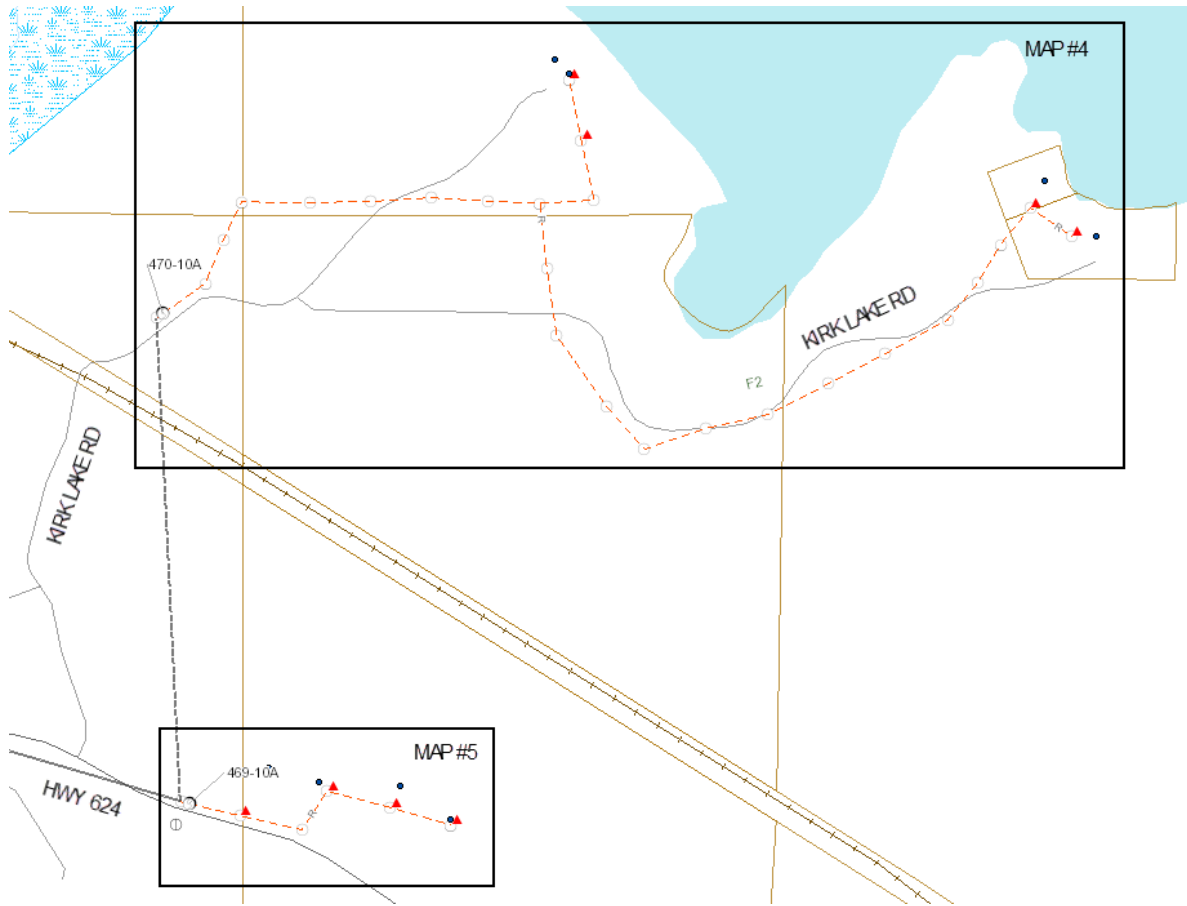 MAP #4
470-10A
R
R
KIRK LAKE RD
F2
KIRK LAKE RD
MAP #5
469-10A
HWY 624
R